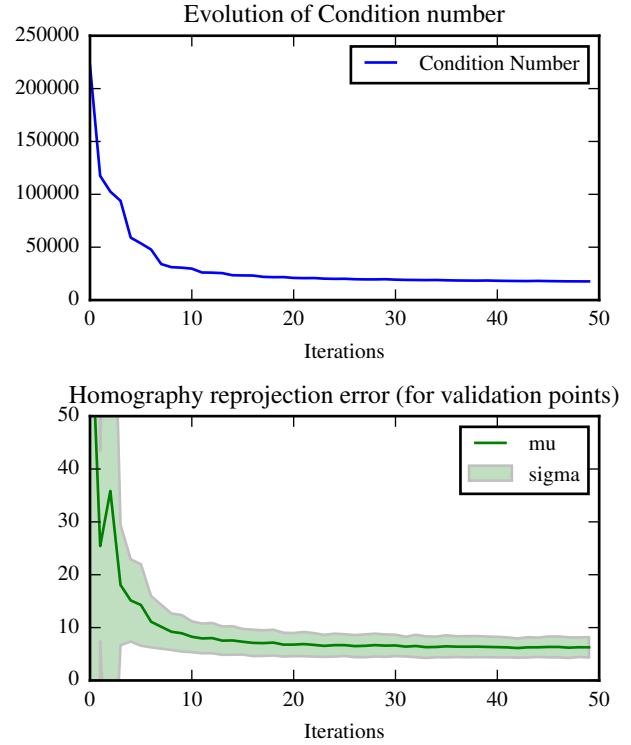 Evolution of Condition number
250000
200000
150000
100000
50000
0
Condition Number
0 10 20 30 40 50
Iterations
Homography reprojection error (for validation points)
50
40
30
20
10
0
mu
sigma
0 10 20 30 40 50
Iterations